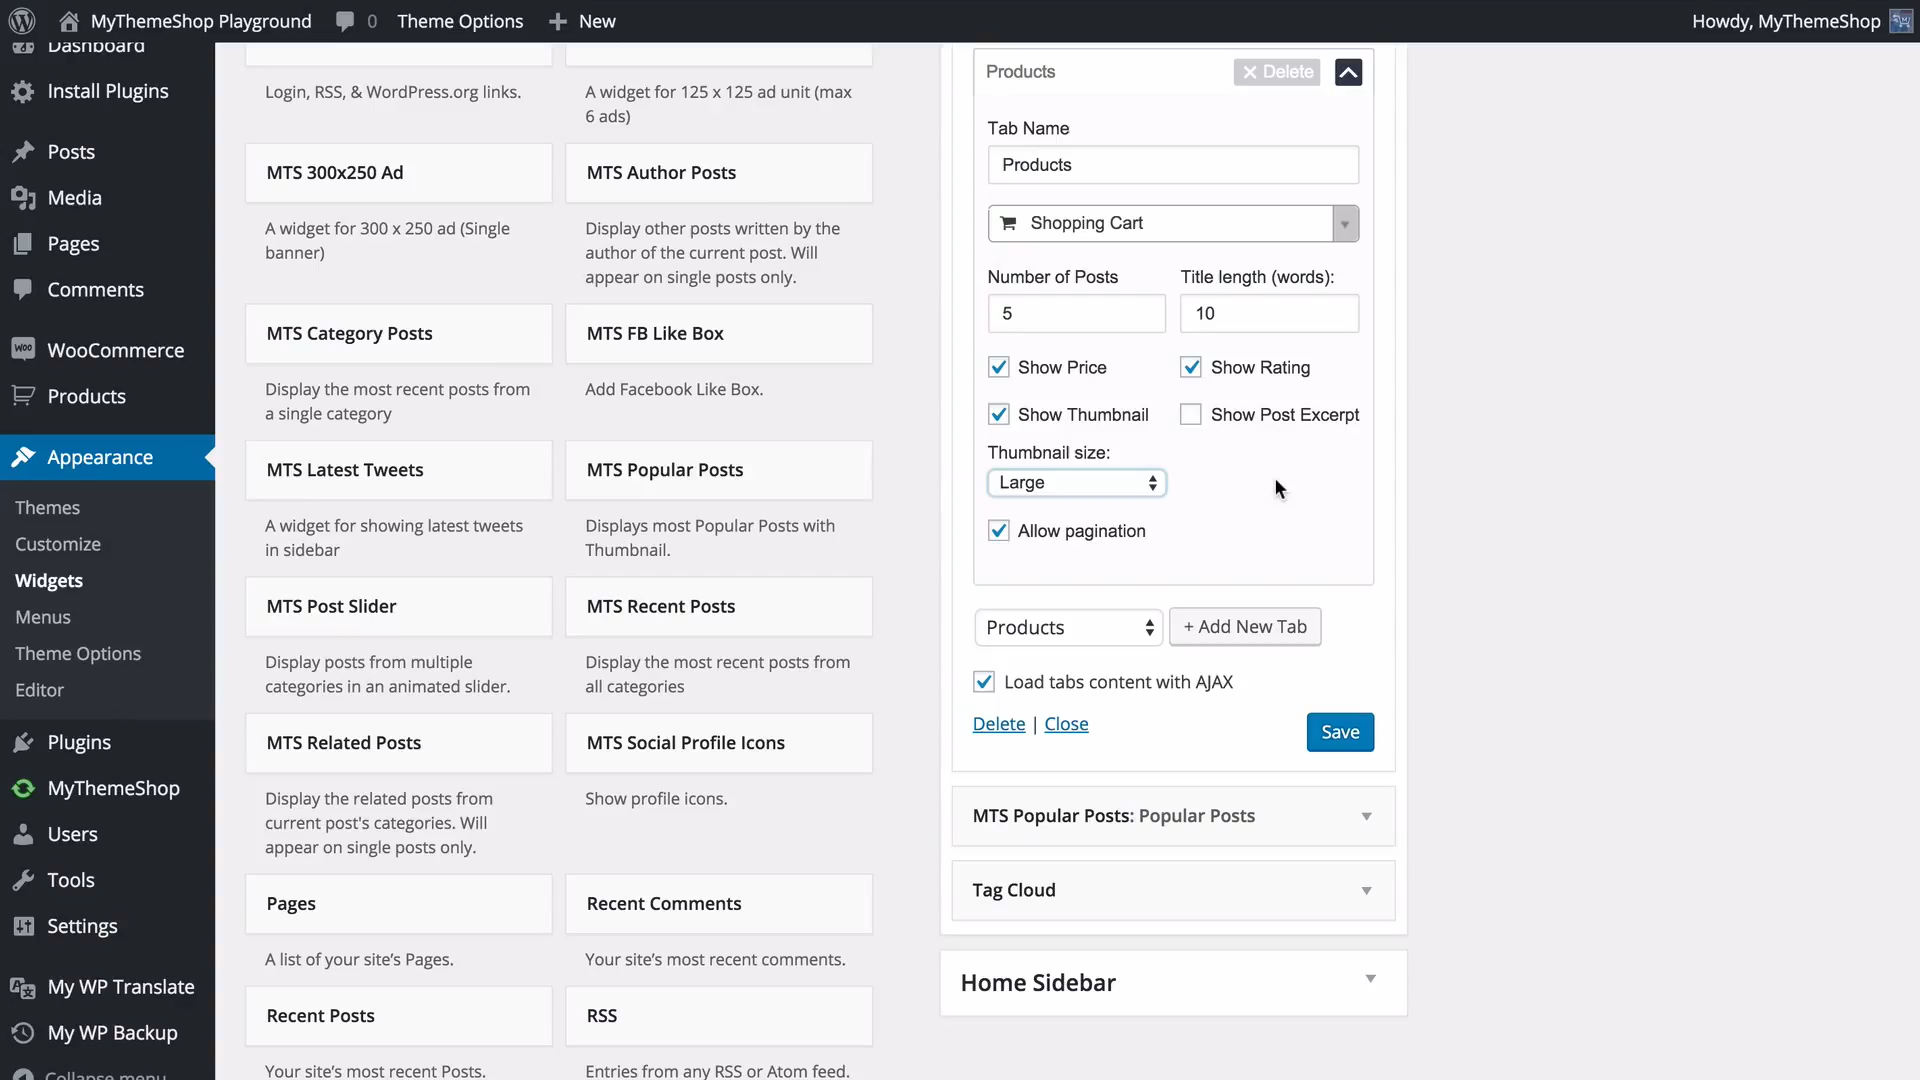 MyThemeShop Playground
0
Theme Options
New
Howdy, MyThemeShop
Dashboard
Install Plugins
Posts
Media
Pages
Comments
WooCommerce
Products
Appearance
Themes
Customize
Widgets
Menus
Theme Options
Editor
Plugins
MyThemeShop
Users
Tools
Settings
My WP Translate
My WP Backup
Collapse menu
Login, RSS, & WordPress.org links.
A widget for 125 x 125 ad unit (max
6 ads)
MTS 300x250 Ad
MTS Author Posts
A widget for 300 x 250 ad (Single
banner)
Display other posts written by the
author of the current post. Will
appear on single posts only.
MTS Category Posts
MTS FB Like Box
Display the most recent posts from
a single category
Add Facebook Like Box.
MTS Latest Tweets
MTS Popular Posts
A widget for showing latest tweets
in sidebar
Displays most Popular Posts with
Thumbnail.
MTS Post Slider
MTS Recent Posts
Display posts from multiple
categories in an animated slider.
Display the most recent posts from
all categories
MTS Related Posts
MTS Social Profile Icons
Display the related posts from
current post's categories. Will
appear on single posts only.
Show profile icons.
Pages
Recent Comments
A list of your site's Pages.
Your site's most recent comments.
Recent Posts
RSS
Your site's most recent Posts.
Entries from any RSS or Atom feed.
Products
Delete
Tab Name
Products
Shopping Cart
Number of Posts
Title length (words):
5
10
Show Price
Show Rating
Show Thumbnail
Show Post Excerpt
Thumbnail size:
Large
Allow pagination
Products
+ Add New Tab
Load tabs content with AJAX
Delete | Close
Save
MTS Popular Posts: Popular Posts
Tag Cloud
Home Sidebar